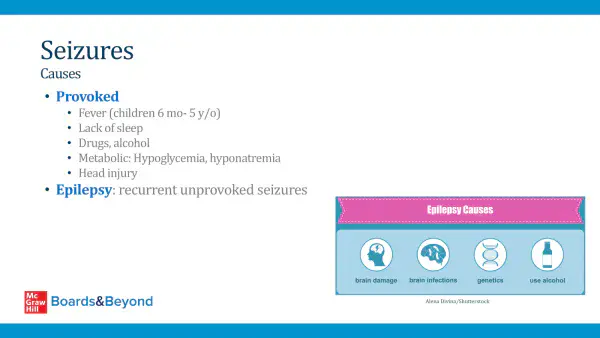 Seizures
Causes
• Provoked
• Fever (children 6 mo- 5 y/o)
• Lack of sleep
• Drugs, alcohol
• Metabolic: Hypoglycemia, hyponatremia
• Head injury
• Epilepsy: recurrent unprovoked seizures
Epilepsy Causes
brain damage
brain infections
genetics
use alcohol
Alena Divina/Shutterstock
Mc
Graw
Hill
Boards&Beyond